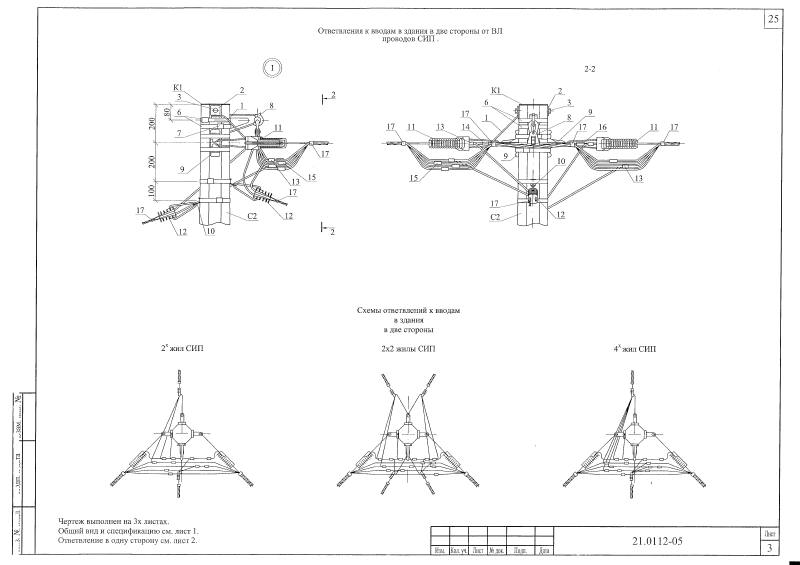 25
Ответвления к вводам в здания в две стороны от ВЛ
проводов СИП .
1
2-2
К1
3
2
6
1
8
7
11
9
17
15
13
17
12
С2
10
17
12
80
200
200
100
2
2
К1
2
6
3
1
9
8
17
11
13
14
17
17
16
11
17
9
10
15
13
17
12
С2
Схемы ответвлений к вводам
в здания
в две стороны
2х жил СИП
2х2 жилы СИП
4х жил СИП
Чертеж выполнен на 3х листах.
Общий вид и спецификацию см. лист 1.
Ответвление в одну сторону см. лист 2.
Изм. Кол. уч. Лист № док. Подп. Дата
21.0112-05
Лист
3